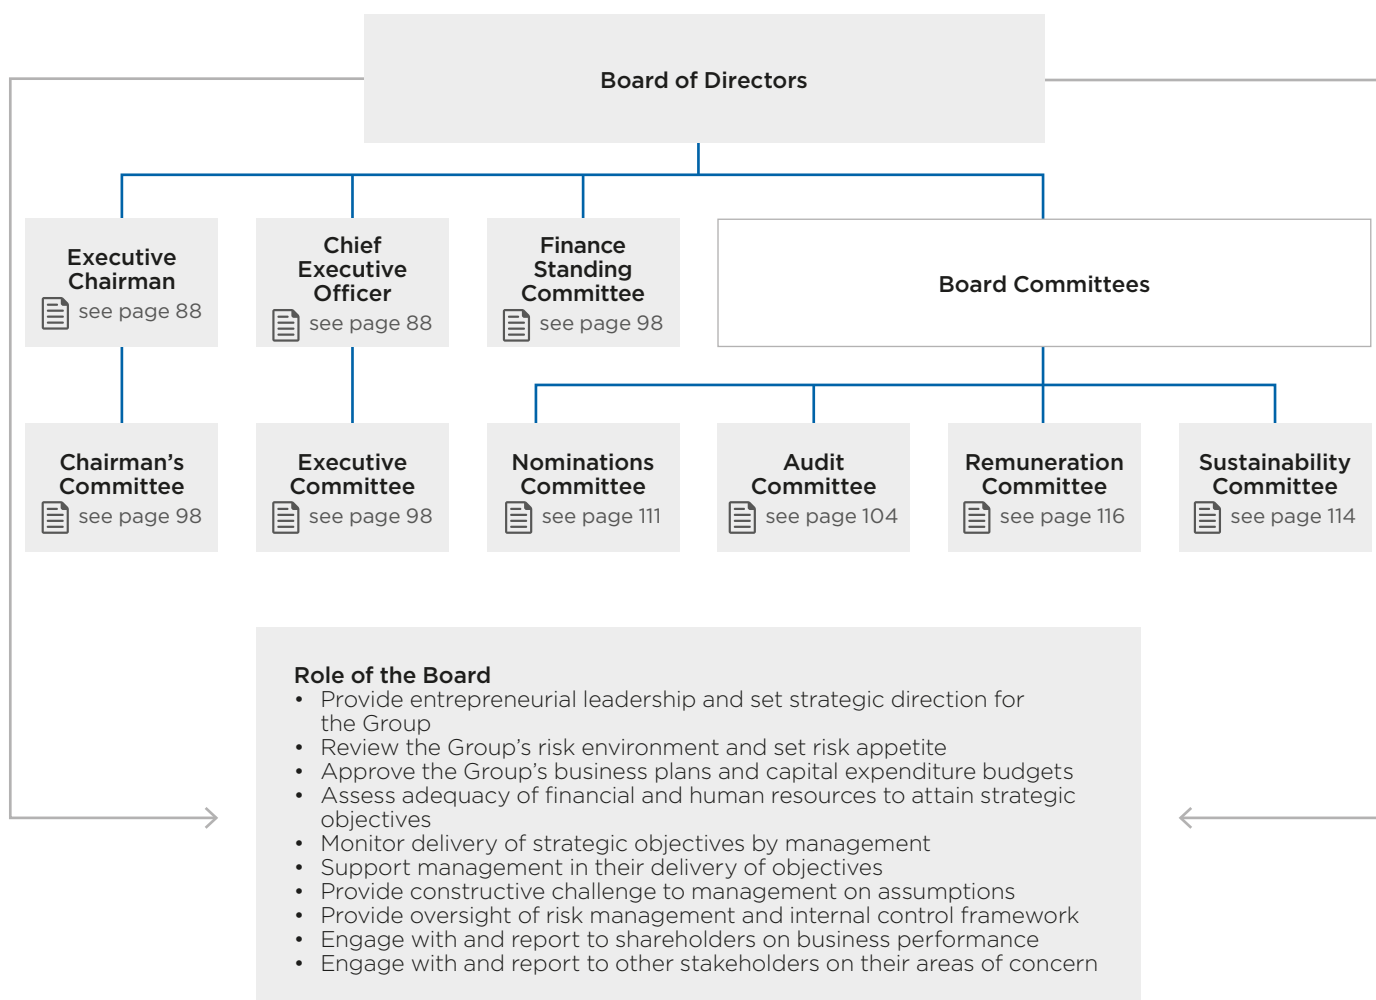 Board of Directors
Executive
Chairman
see page 88
Chief
Executive
Officer
see page 88
Finance
Standing
Committee
see page 98
Board Committees
Chairman’s
Committee
see page 98
Executive
Committee
see page 98
Nominations
Committee
see page 111
Audit
Committee
see page 104
Remuneration
Committee
see page 116
Sustainability
Committee
see page 114
Role of the Board
• Provide entrepreneurial leadership and set strategic direction for
the Group
• Review the Group’s risk environment and set risk appetite
• Approve the Group’s business plans and capital expenditure budgets
• Assess adequacy of financial and human resources to attain strategic
objectives
• Monitor delivery of strategic objectives by management
• Support management in their delivery of objectives
• Provide constructive challenge to management on assumptions
• Provide oversight of risk management and internal control framework
• Engage with and report to shareholders on business performance
• Engage with and report to other stakeholders on their areas of concern